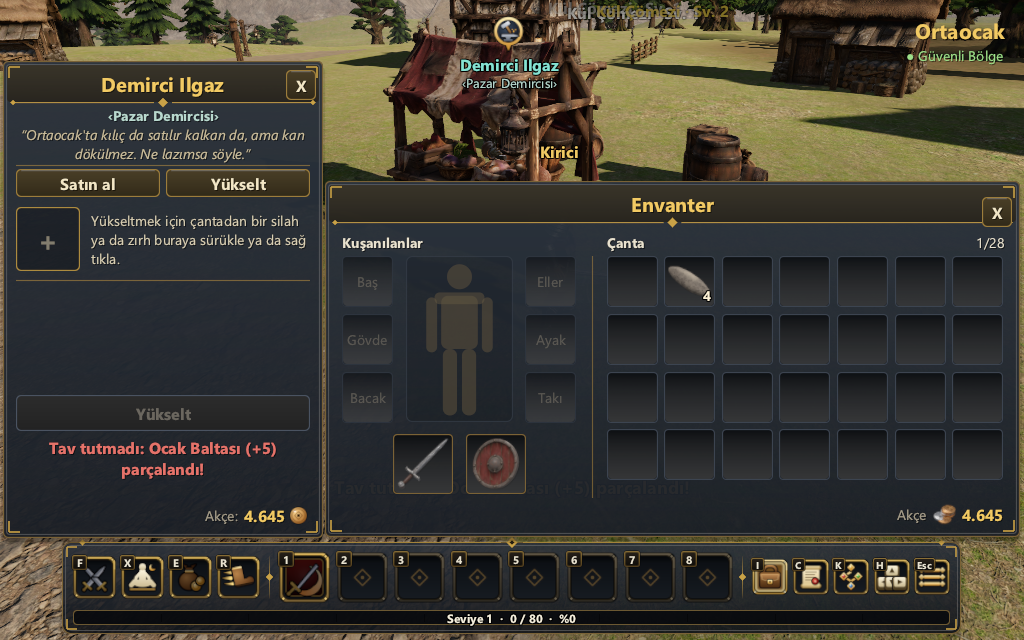 Ortaocak
Güvenli Bölge
Demirci Ilgaz
‹Pazar Demircisi›
Kirici
Demirci Ilgaz
X
‹Pazar Demircisi›
"Ortaocak'ta kılıç da satılır kalkan da, ama kan
dökülmez. Ne lazımsa söyle."
Satın al
Yükselt
+
Yükseltmek için çantadan bir silah
ya da zırh buraya sürükle ya da sağ
tıkla.
Yükselt
Tav tutmadı: Ocak Baltası (+5)
parçalandı!
Akçe: 4.645
Envanter
X
Kuşanılanlar
Baş
Gövde
Bacak
Eller
Ayak
Takı
Çanta
1/28
4
Akçe
4.645
F
X
E
R
1
2
3
4
5
6
7
8
I
C
K
H
Esc
Seviye 1 · 0 / 80 · %0